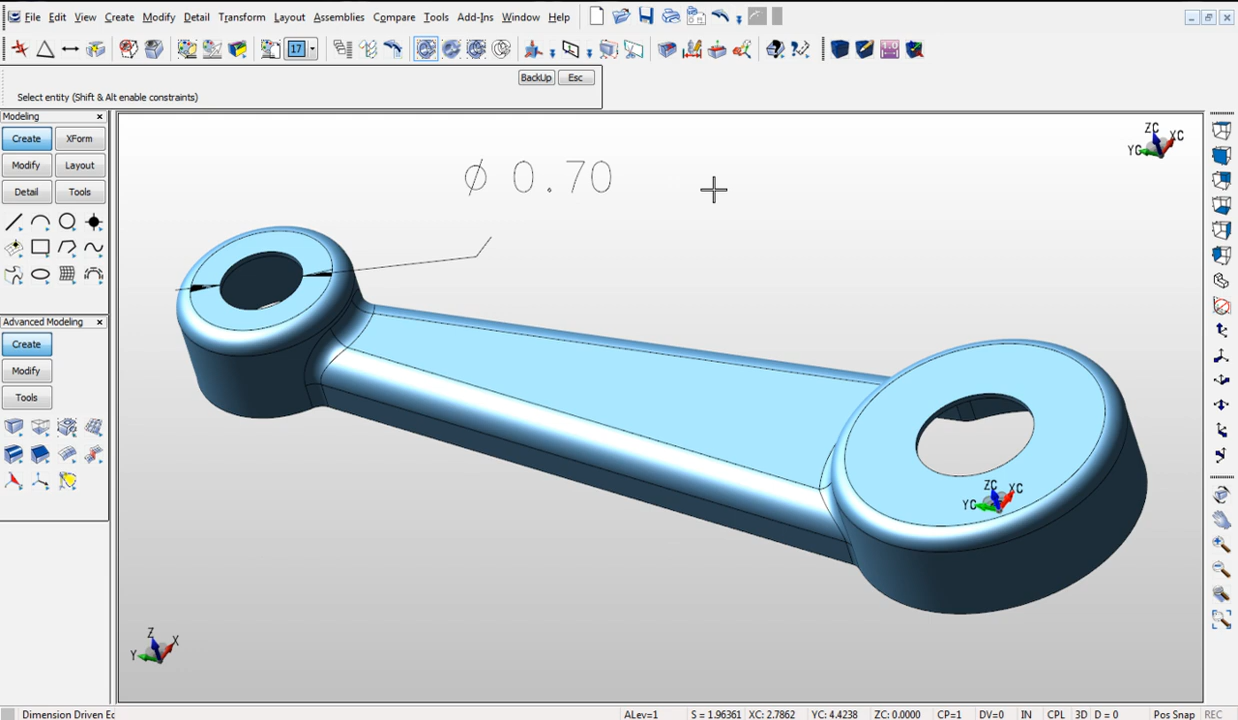 File Edit View Create Modify Detail Transform Layout Assemblies Compare Tools Add-Ins Window Help
17
1.0
BackUp Esc
Select entity (Shift & Alt enable constraints)
Modeling
Create XForm
Modify Layout
Detail Tools
Advanced Modeling
Create
Modify
Tools
ø 0.70
ZC
XC
YC
ZC
XC
YC
Z
X
Y
Dimension Driven Ec ALev=1 S = 1.96361 XC: 2.7862 YC: 4.4238 ZC: 0.0000 CP=1 DV=0 IN CPL 3D D = 0 Pos Snap REC